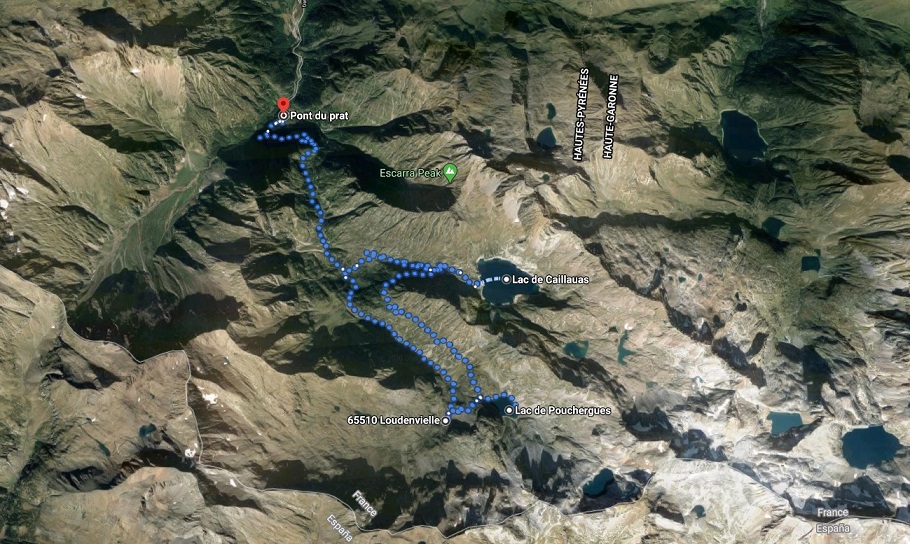 Pont du prat
HAUTES-PYRÉNÉES
HAUTE-GARONNE
Escarra Peak
Lac de Caillauas
Lac de Pouchergues
65510 Loudenvielle
France
España
France
España